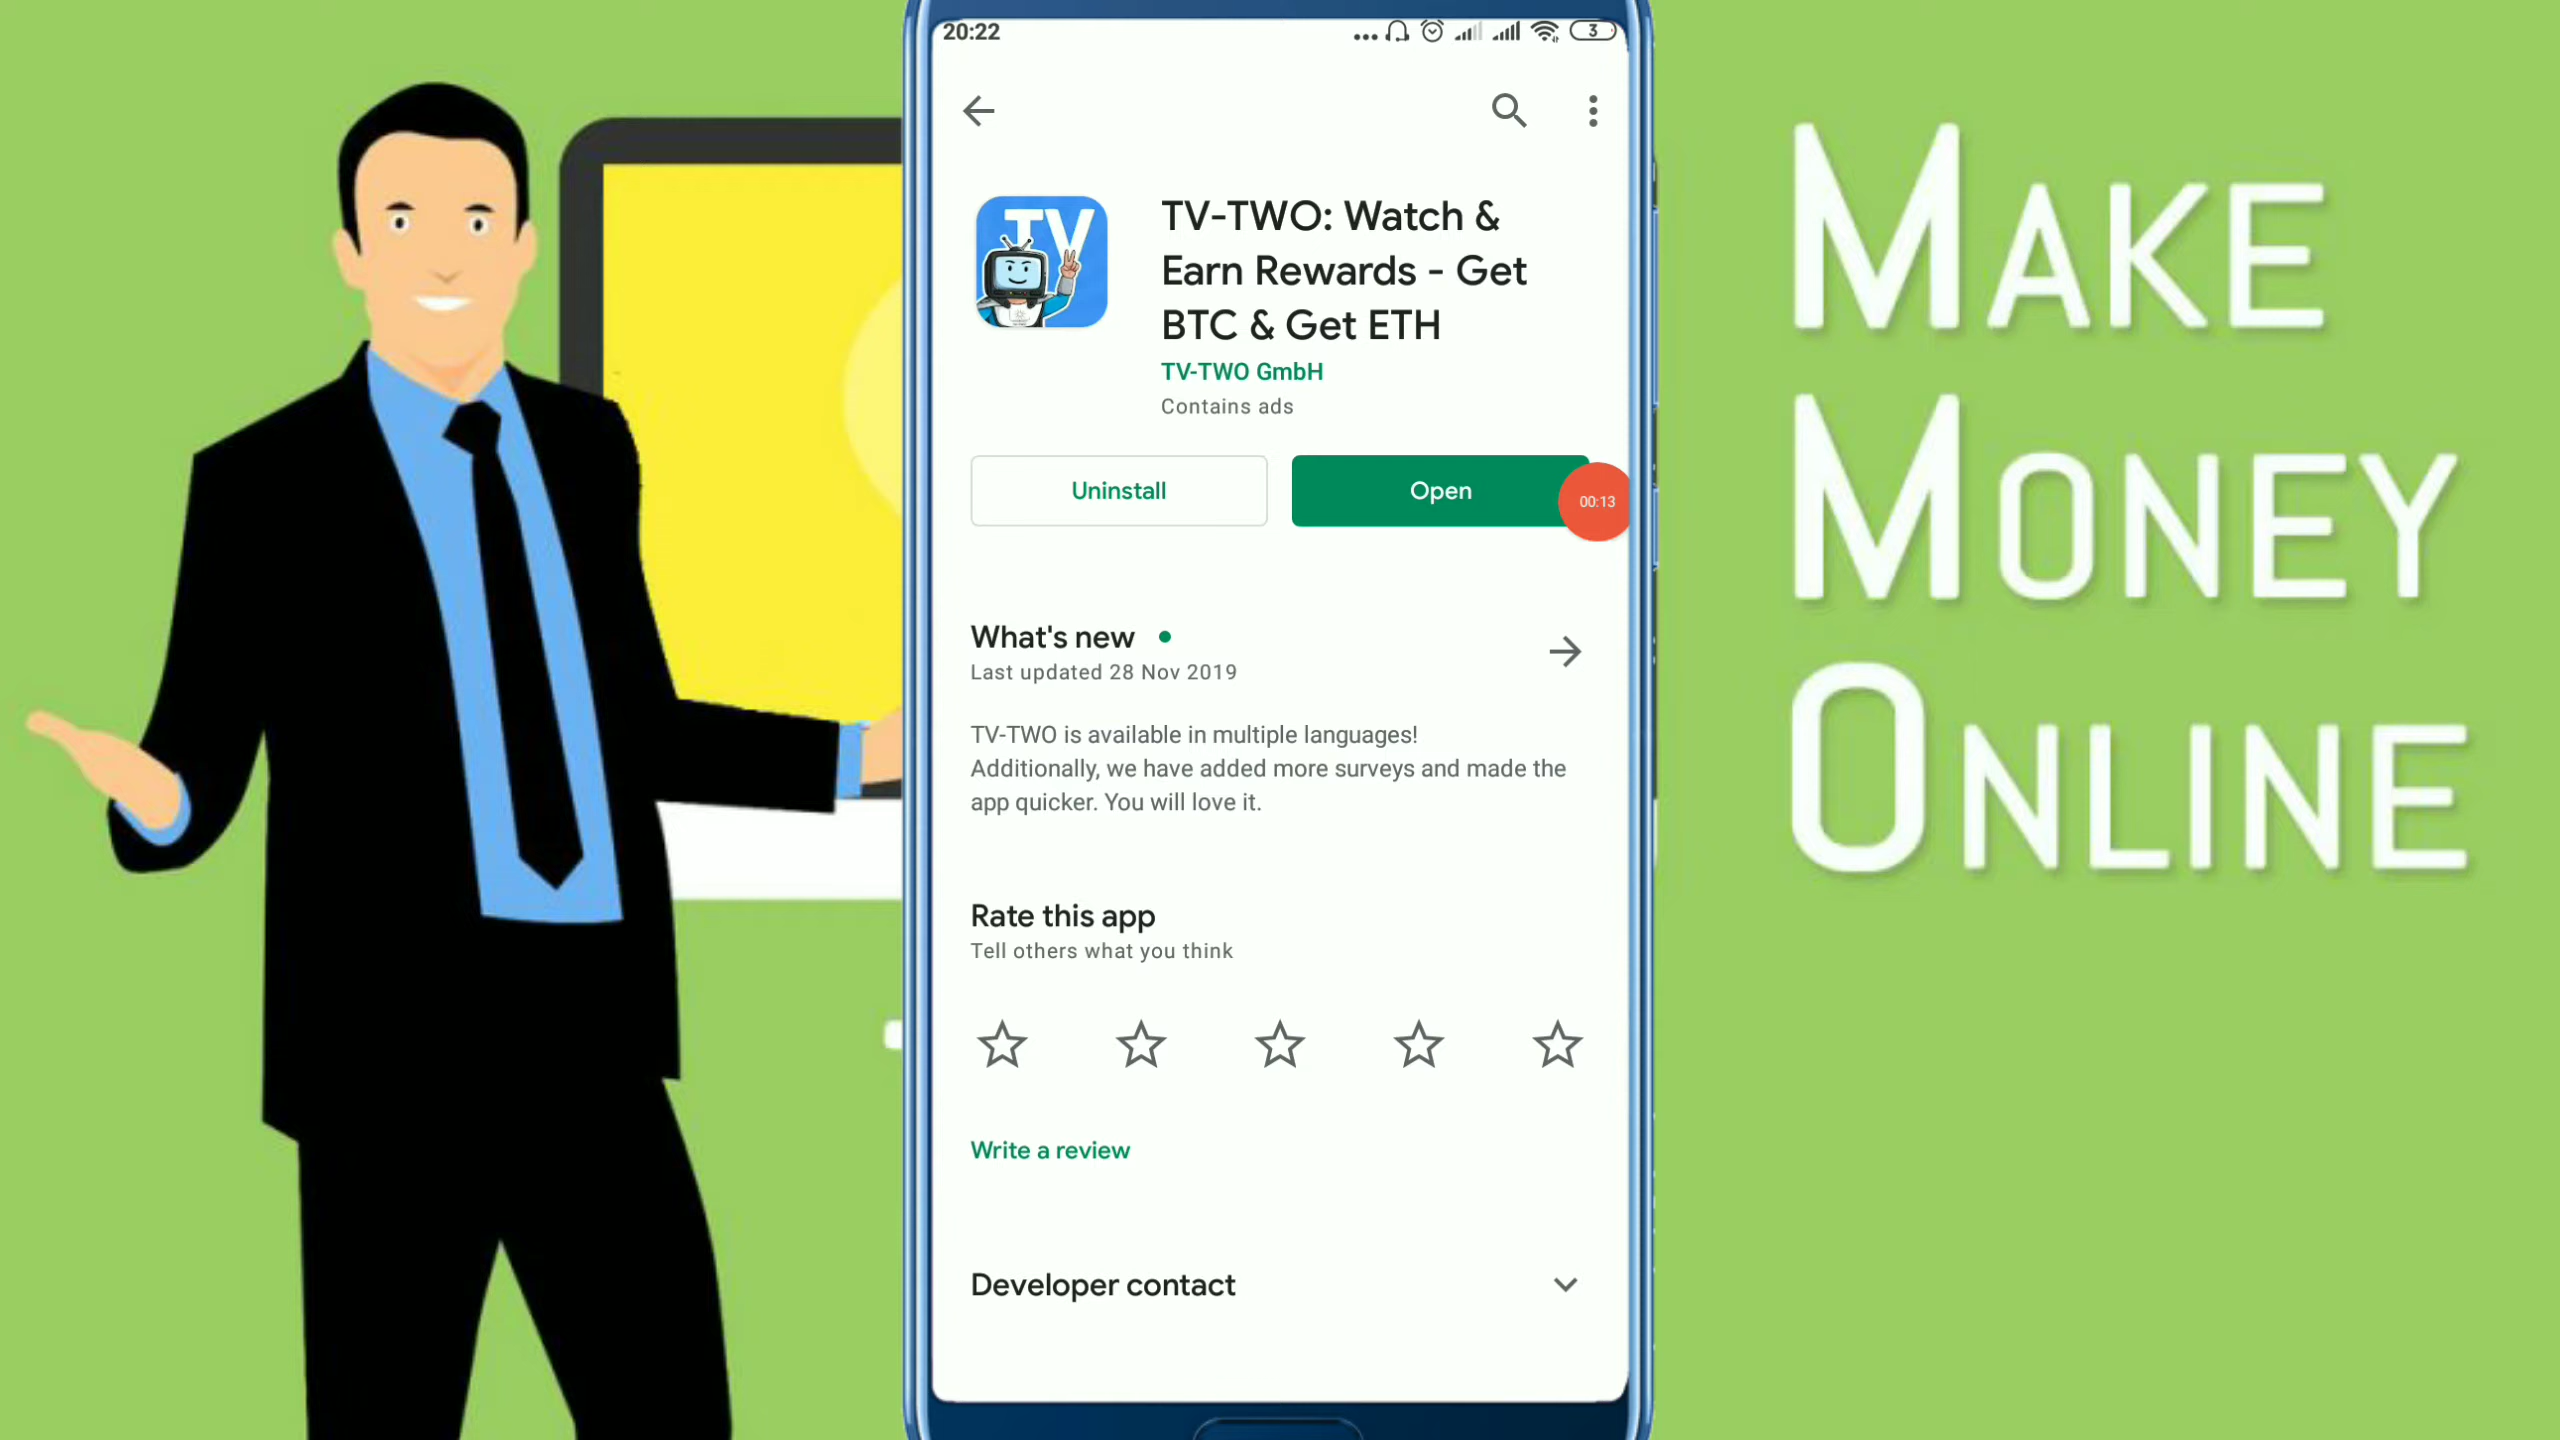 20:22
3
TV
TV-TWO: Watch &
Earn Rewards - Get
BTC & Get ETH
TV-TWO GmbH
Contains ads
Uninstall
Open
00:13
What's new
Last updated 28 Nov 2019
TV-TWO is available in multiple languages!
Additionally, we have added more surveys and made the
app quicker. You will love it.
Rate this app
Tell others what you think
Write a review
Developer contact
MAKE
MONEY
ONLINE